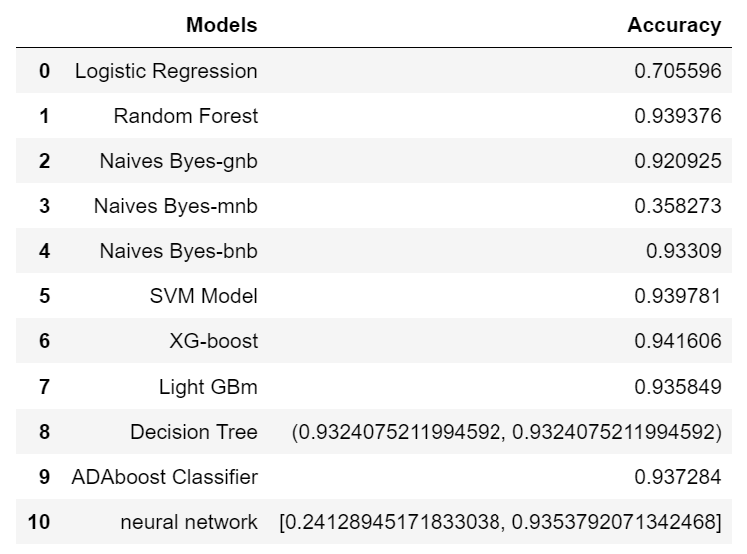 Models Accuracy
0 Logistic Regression 0.705596
1 Random Forest 0.939376
2 Naives Byes-gnb 0.920925
3 Naives Byes-mnb 0.358273
4 Naives Byes-bnb 0.93309
5 SVM Model 0.939781
6 XG-boost 0.941606
7 Light GBm 0.935849
8 Decision Tree (0.9324075211994592, 0.9324075211994592)
9 ADAboost Classifier 0.937284
10 neural network [0.24128945171833038, 0.9353792071342468]